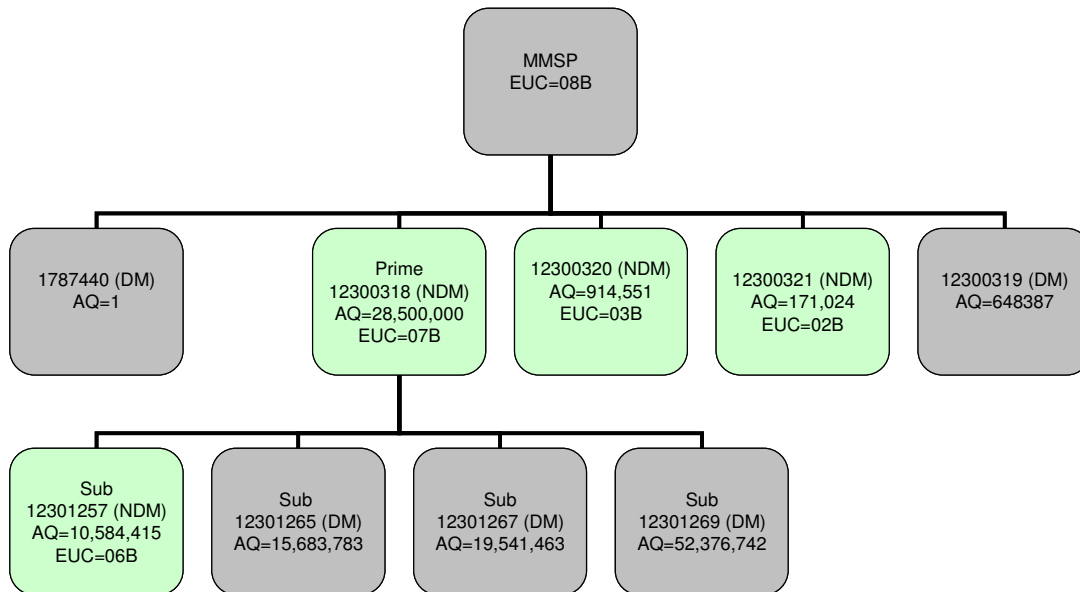 MMSP
EUC=08B
1787440 (DM)
AQ=1
Prime
12300318 (NDM)
AQ=28,500,000
EUC=07B
12300320 (NDM)
AQ=914,551
EUC=03B
12300321 (NDM)
AQ=171,024
EUC=02B
12300319 (DM)
AQ=648387
Sub
12301257 (NDM)
AQ=10,584,415
EUC=06B
Sub
12301265 (DM)
AQ=15,683,783
Sub
12301267 (DM)
AQ=19,541,463
Sub
12301269 (DM)
AQ=52,376,742